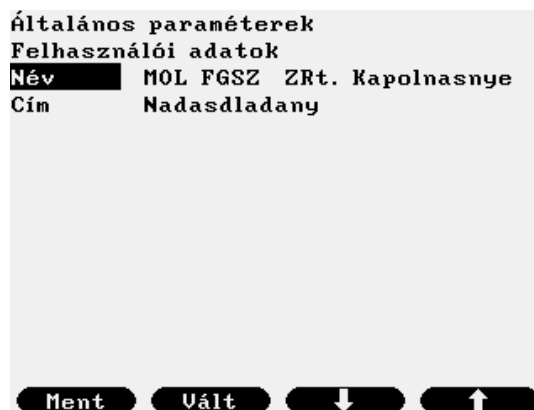 Általános paraméterek
Felhasználói adatok
Név MOL FGSZ ZRt. Kapolnasnye
Cím Nadasdladany
Ment Vált ⬇ ⬆